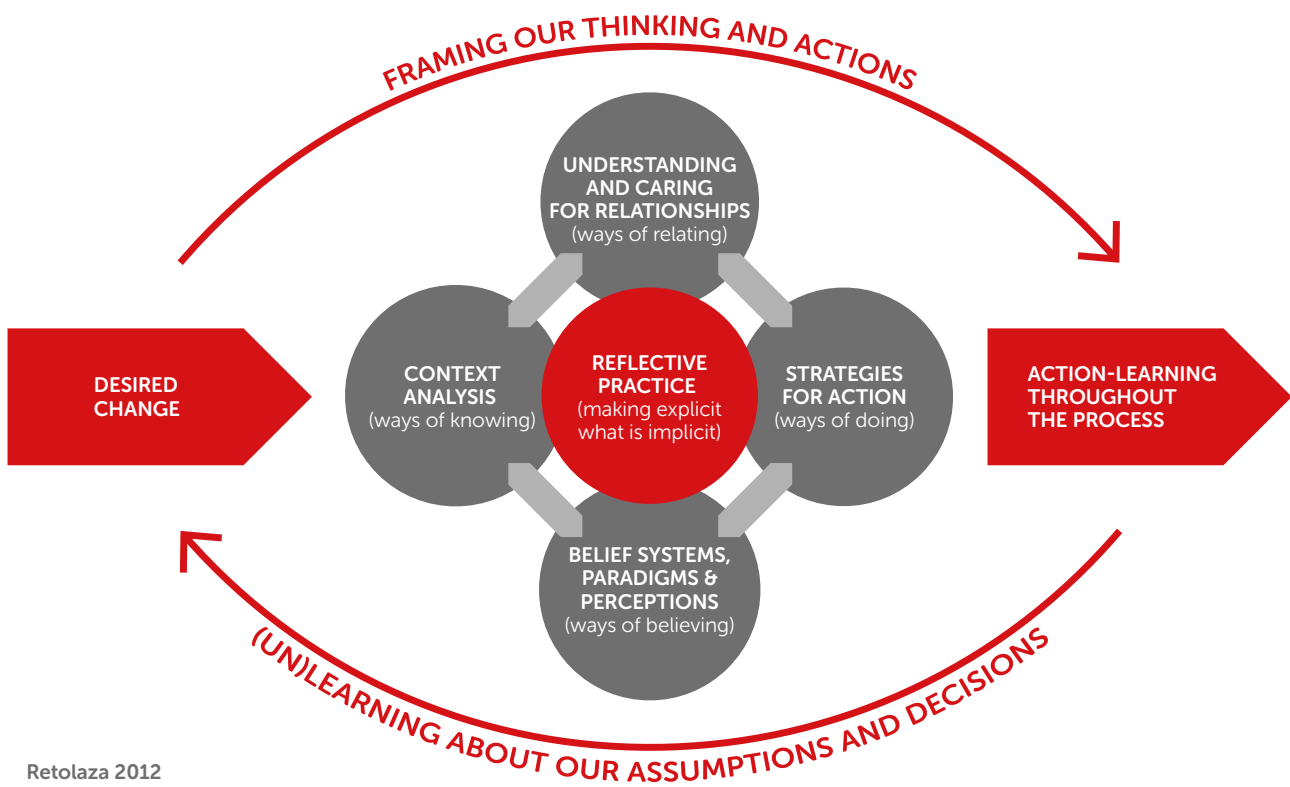 FRAMING OUR THINKING AND ACTIONS
UNDERSTANDING
AND CARING
FOR RELATIONSHIPS
(ways of relating)
DESIRED
CHANGE
CONTEXT
ANALYSIS
(ways of knowing)
REFLECTIVE
PRACTICE
(making explicit
what is implicit)
STRATEGIES
FOR ACTION
(ways of doing)
ACTION-LEARNING
THROUGHOUT
THE PROCESS
BELIEF SYSTEMS,
PARADIGMS &
PERCEPTIONS
(ways of believing)
(UN)LEARNING ABOUT OUR ASSUMPTIONS AND DECISIONS
Retolaza 2012